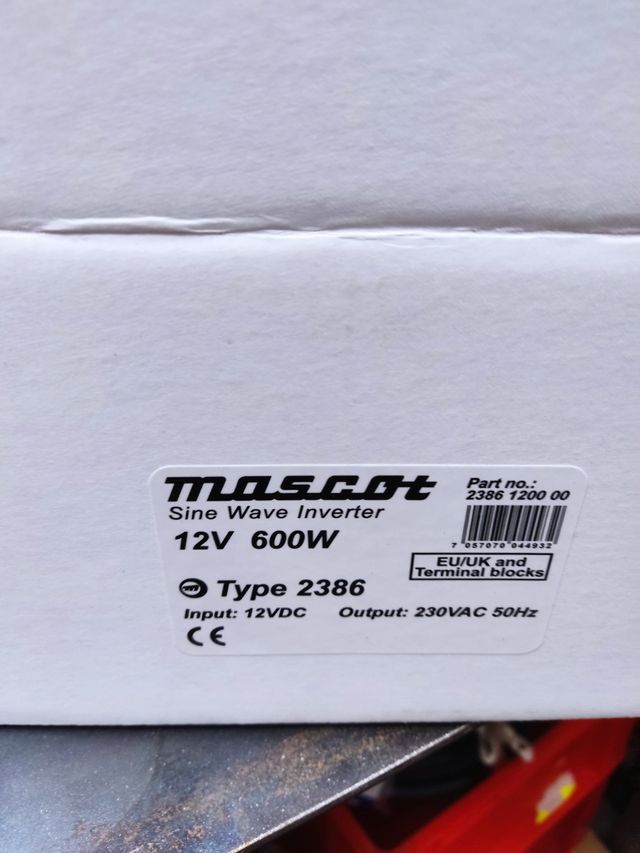 mascot
Sine Wave Inverter
12V 600W
Part no.:
2386 1200 00
7 057070 044932
EU/UK and
Terminal blocks
Type 2386
Input: 12VDC Output: 230VAC 50Hz
CE